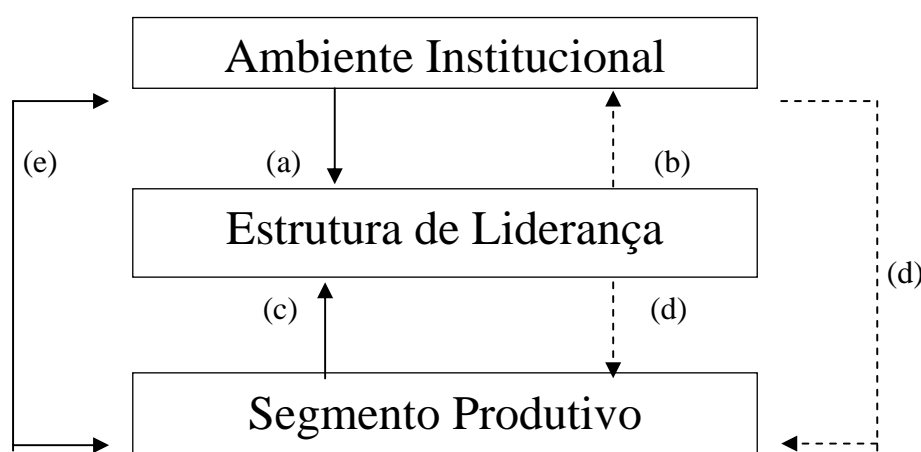 Ambiente Institucional
(e)
(a)
(b)
Estrutura de Liderança
(d)
(c)
(d)
Segmento Produtivo